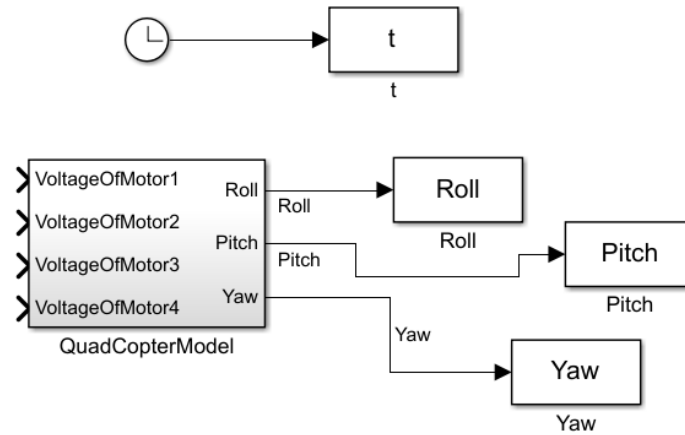 t
t
VoltageOfMotor1
VoltageOfMotor2
VoltageOfMotor3
VoltageOfMotor4
Roll
Pitch
Yaw
QuadCopterModel
Roll
Roll
Roll
Pitch
Pitch
Pitch
Yaw
Yaw
Yaw